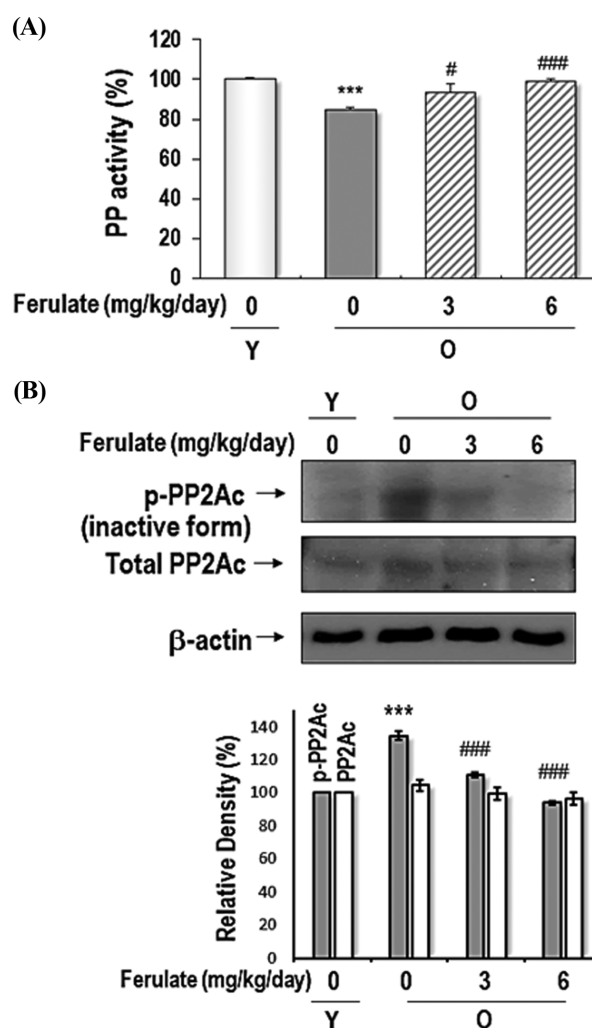 (A)
PP activity (%)
120
100
80
60
40
20
0
***
#
###
Ferulate (mg/kg/day) 0 0 3 6
Y O
(B)
Y O
Ferulate (mg/kg/day) 0 0 3 6
p-PP2Ac
(inactive form)
Total PP2Ac
β-actin
Relative Density (%)
140
120
100
80
60
40
20
0
p-PP2Ac
PP2Ac
***
###
###
Ferulate (mg/kg/day) 0 0 3 6
Y O